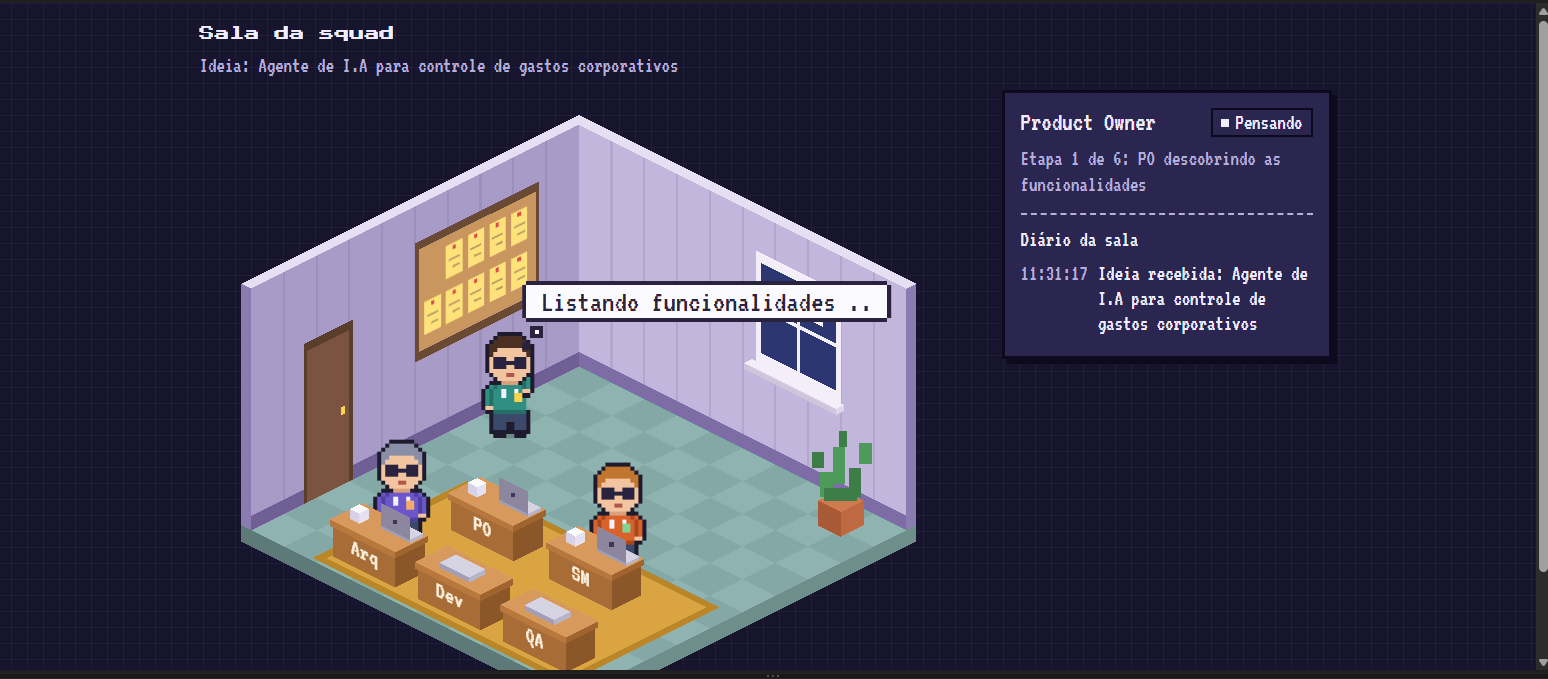 Sala da squad
Ideia: Agente de I.A para controle de gastos corporativos
Product Owner
Pensando
Etapa 1 de 6: PO descobrindo as
funcionalidades
Diário da sala
11:31:17 Ideia recebida: Agente de
I.A para controle de
gastos corporativos
Listando funcionalidades ..
PO
Arq
SM
Dev
QA